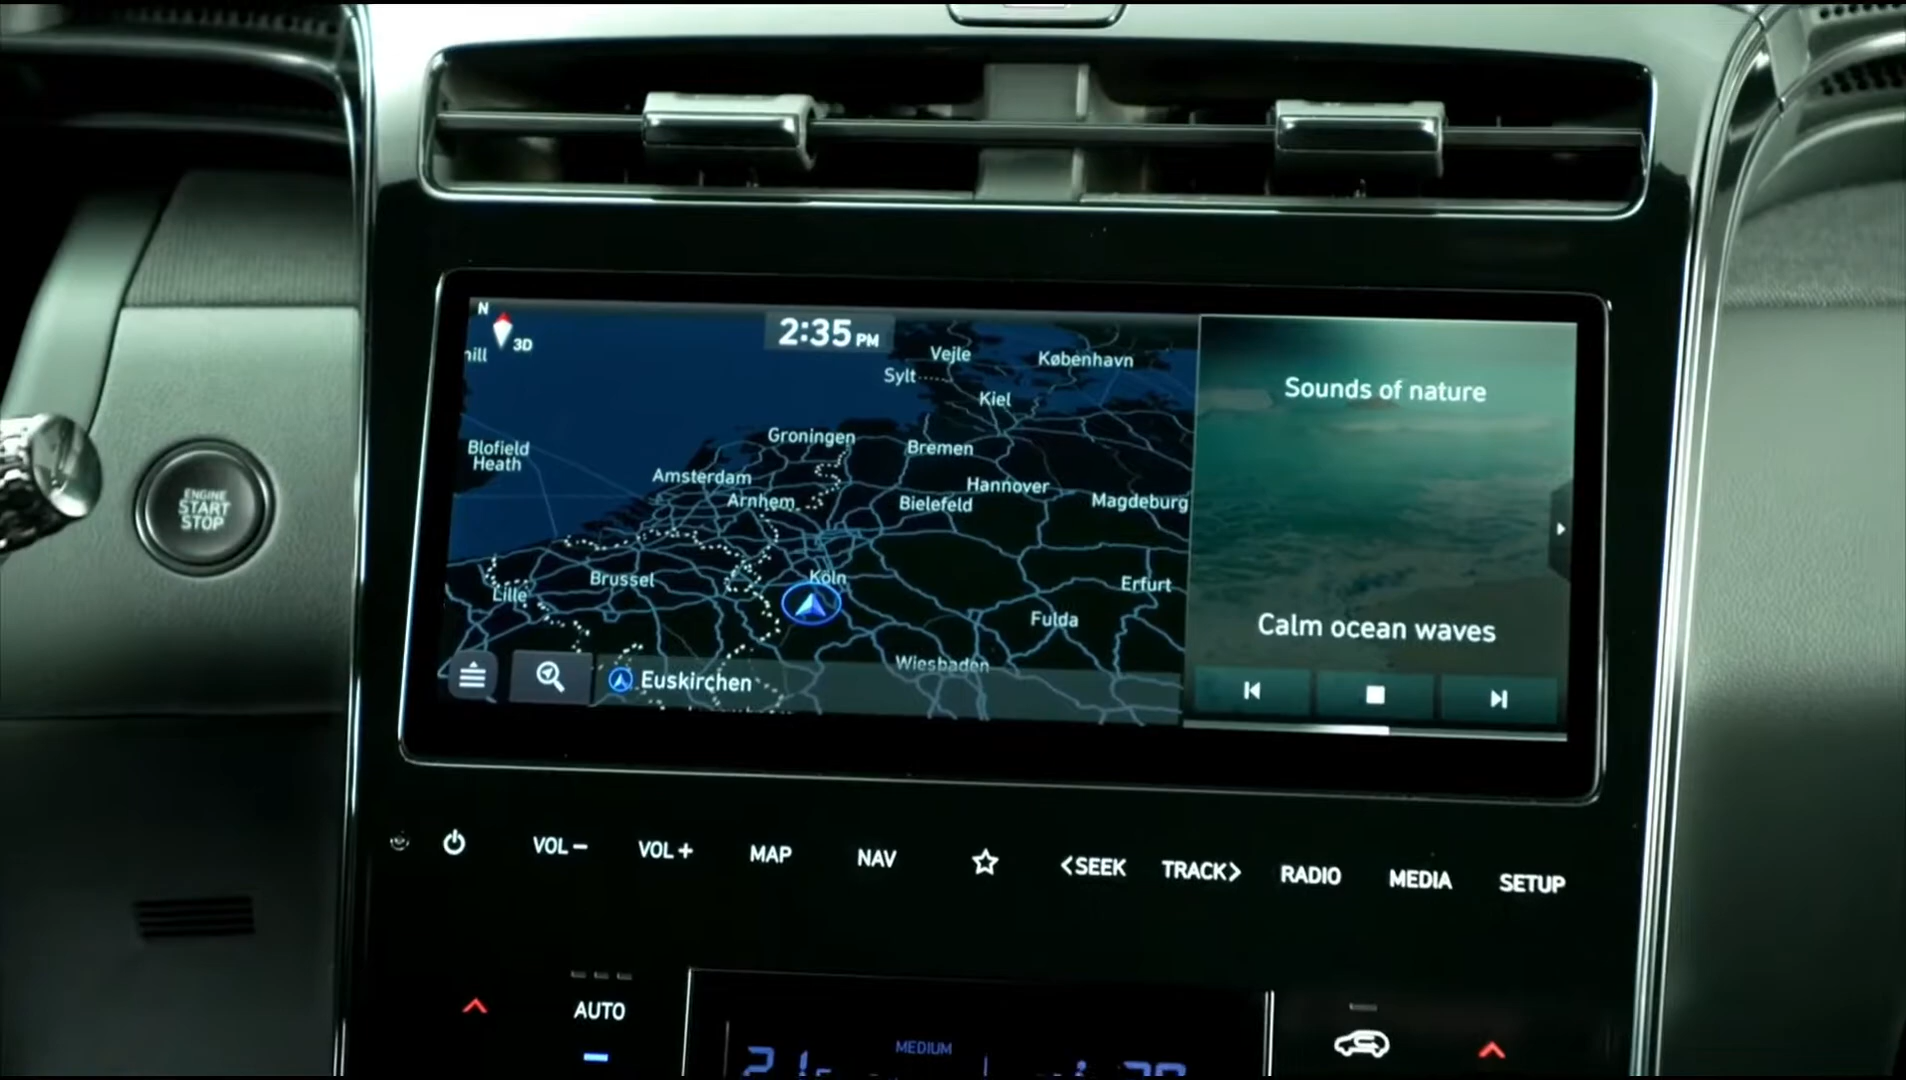 N
3D
2:35 PM
Vejle
København
Sylt
Kiel
Groningen
Bremen
Blofield
Heath
Amsterdam
Hannover
Arnhem
Bielefeld
Magdeburg
Köln
Brussel
Erfurt
Lille
Fulda
Wiesbaden
Euskirchen
Sounds of nature
Calm ocean waves
ENGINE
START
STOP
VOL−
VOL+
MAP
NAV
<SEEK
TRACK>
RADIO
MEDIA
SETUP
AUTO
MEDIUM